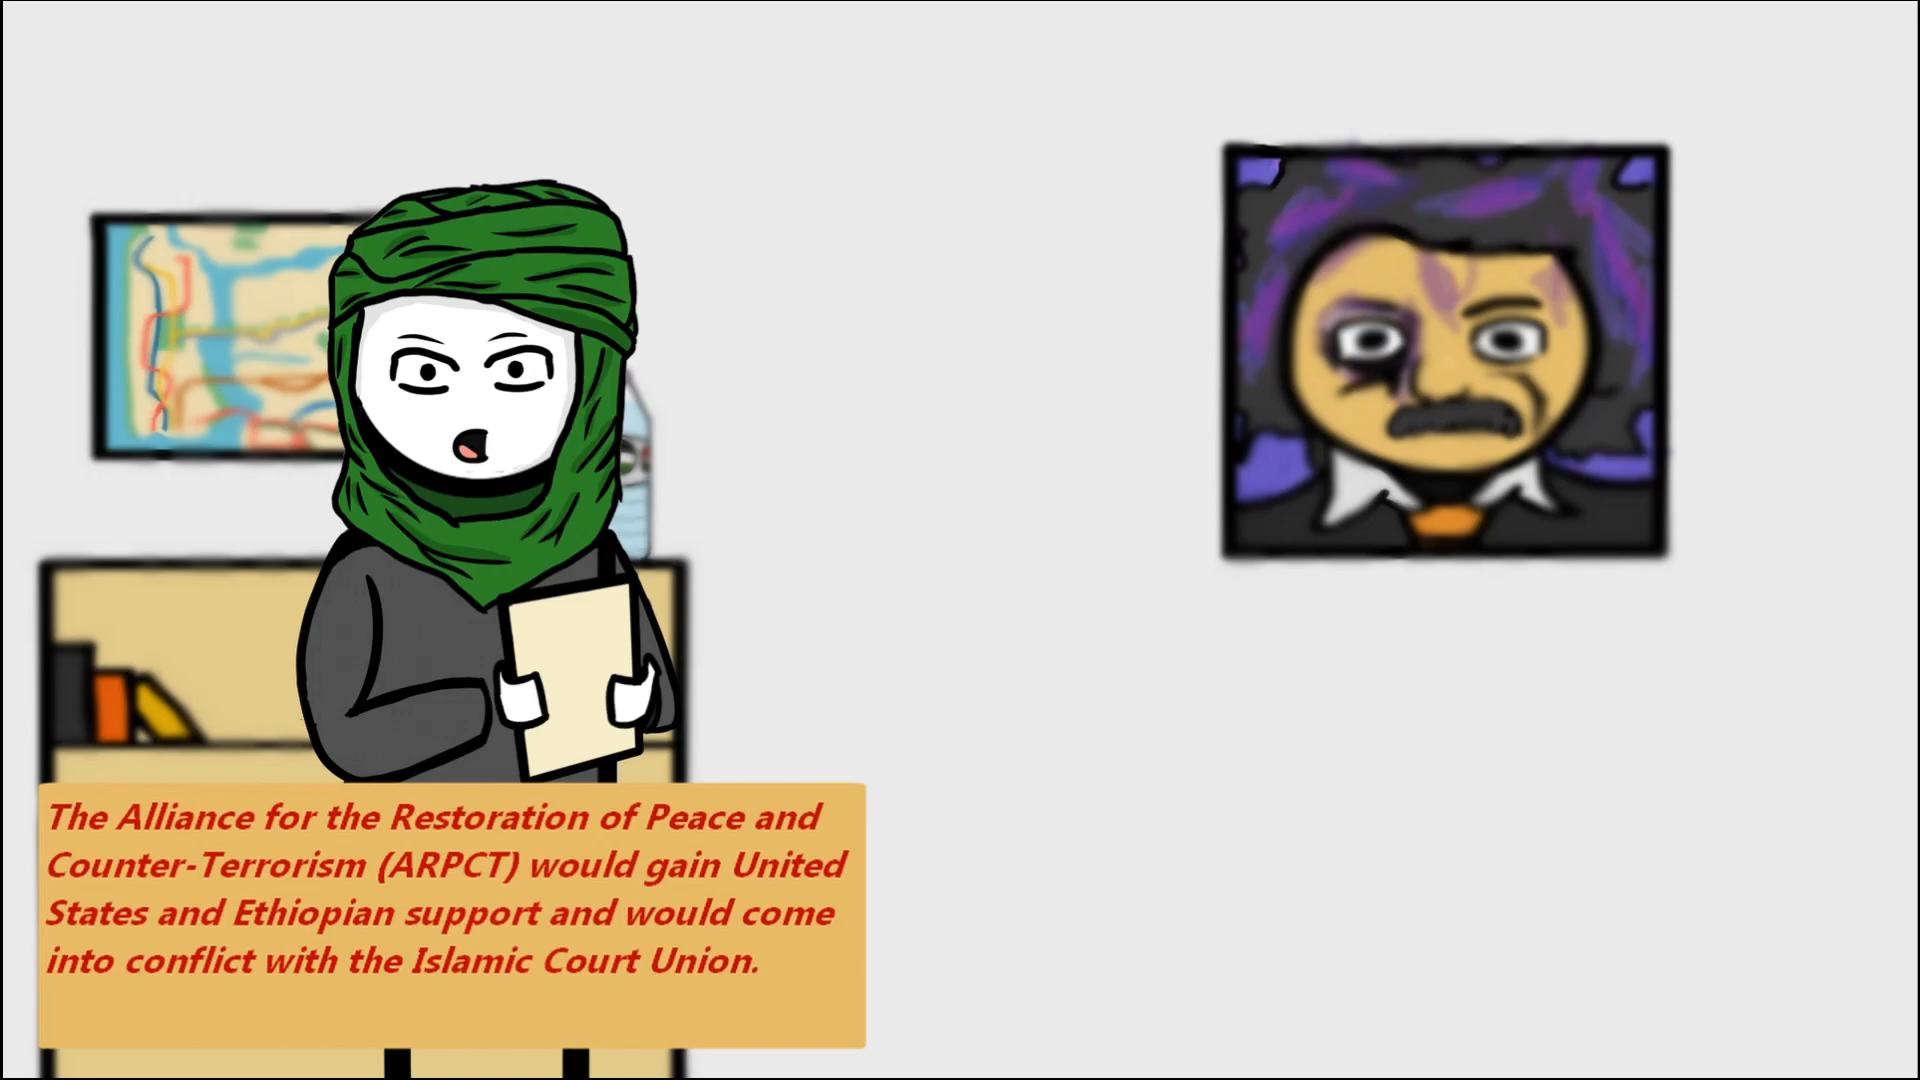 The Alliance for the Restoration of Peace and
Counter-Terrorism (ARPCT) would gain United
States and Ethiopian support and would come
into conflict with the Islamic Court Union.